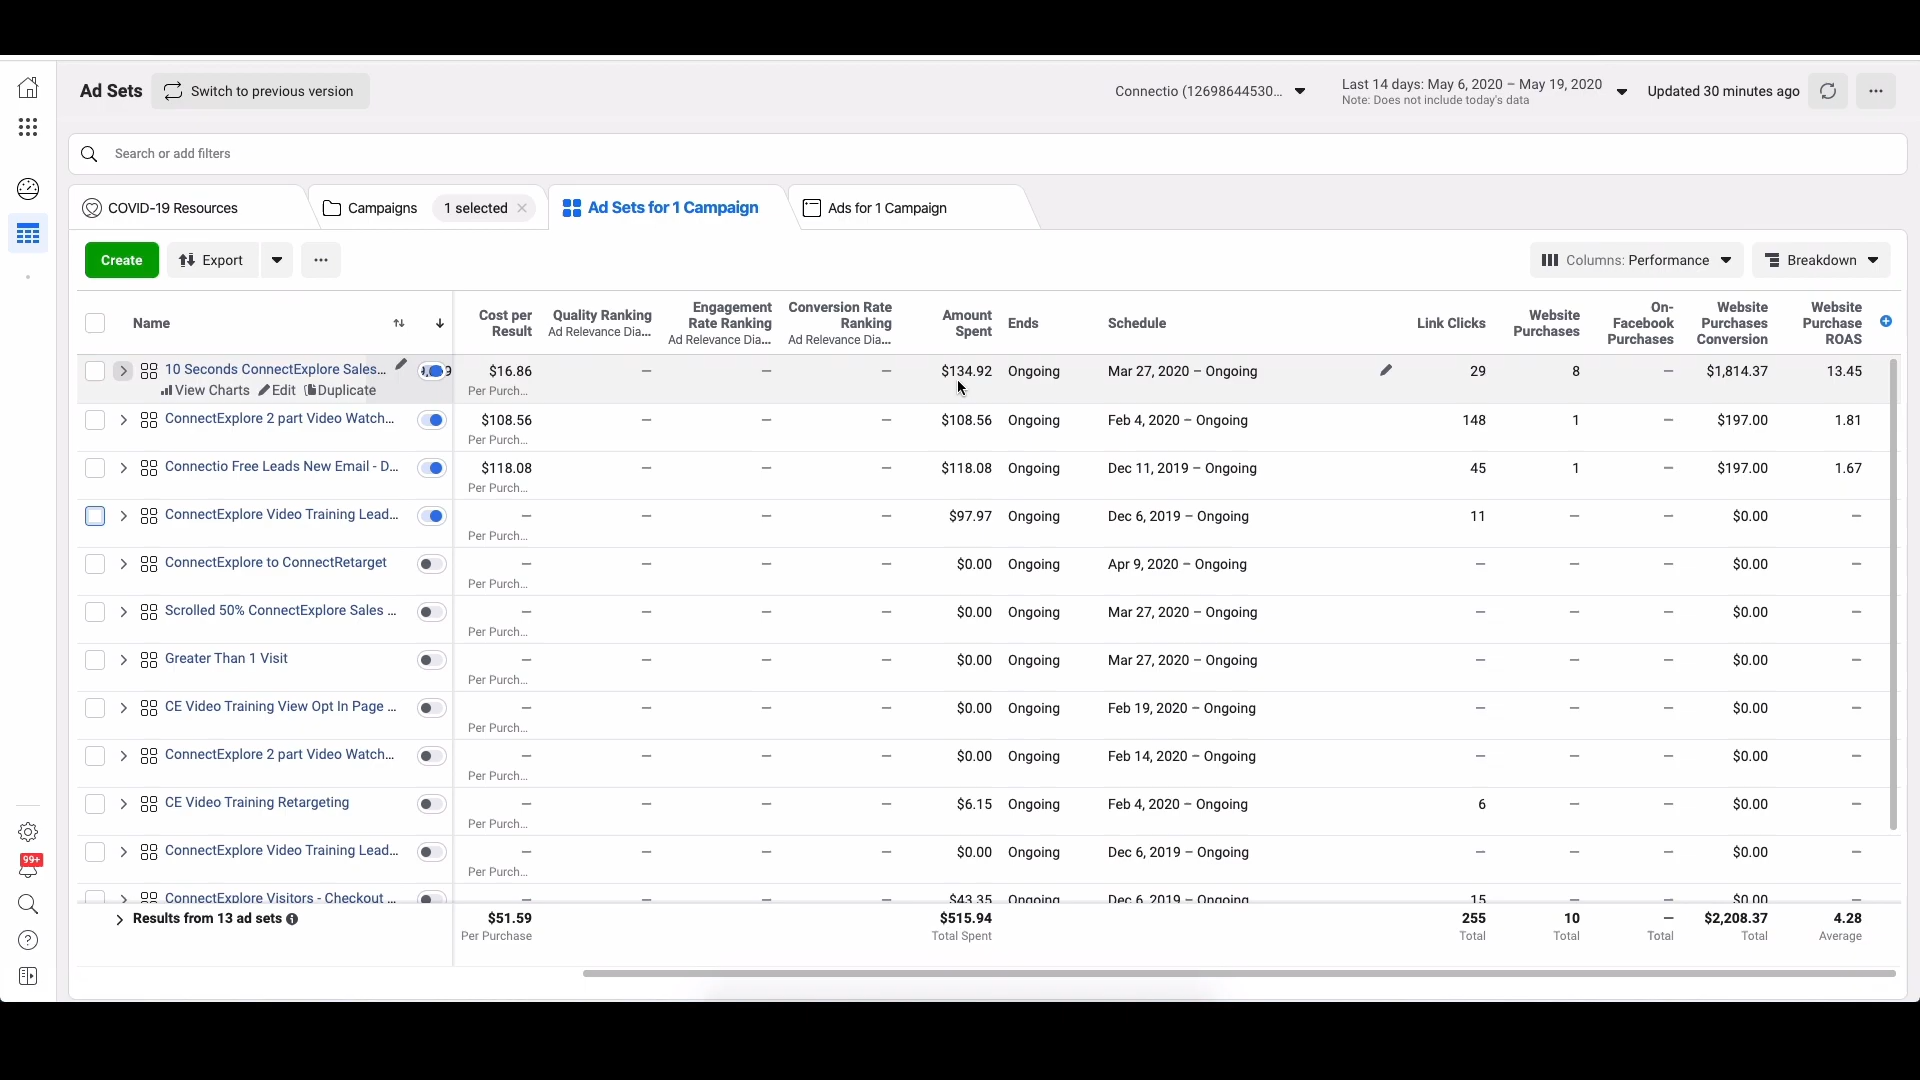 Ad Sets
Switch to previous version
Connectio (12698644530...
Last 14 days: May 6, 2020 – May 19, 2020
Note: Does not include today's data
Updated 30 minutes ago
Search or add filters
COVID-19 Resources
Campaigns
1 selected
Ad Sets for 1 Campaign
Ads for 1 Campaign
Create
Export
Columns: Performance
Breakdown
Name
Cost per Result
Quality Ranking
Ad Relevance Dia...
Engagement Rate Ranking
Ad Relevance Dia...
Conversion Rate Ranking
Ad Relevance Dia...
Amount Spent
Ends
Schedule
Link Clicks
Website Purchases
On-Facebook Purchases
Website Purchases Conversion
Website Purchase ROAS
10 Seconds ConnectExplore Sales... $16.86 — — — $134.92 Ongoing Mar 27, 2020 – Ongoing 29 8 $1,814.37 13.45
View Charts Edit Duplicate Per Purch...
ConnectExplore 2 part Video Watch... $108.56 — — — $108.56 Ongoing Feb 4, 2020 – Ongoing 148 1 — $197.00 1.81
Per Purch...
Connectio Free Leads New Email - D... $118.08 — — — $118.08 Ongoing Dec 11, 2019 – Ongoing 45 1 — $197.00 1.67
Per Purch...
ConnectExplore Video Training Lead... — — — — $97.97 Ongoing Dec 6, 2019 – Ongoing 11 — — $0.00 —
Per Purch...
ConnectExplore to ConnectRetarget — — — — $0.00 Ongoing Apr 9, 2020 – Ongoing — — — $0.00 —
Per Purch...
Scrolled 50% ConnectExplore Sales ... — — — — $0.00 Ongoing Mar 27, 2020 – Ongoing — — — $0.00 —
Per Purch...
Greater Than 1 Visit — — — — $0.00 Ongoing Mar 27, 2020 – Ongoing — — — $0.00 —
Per Purch...
CE Video Training View Opt In Page ... — — — — $0.00 Ongoing Feb 19, 2020 – Ongoing — — — $0.00 —
Per Purch...
ConnectExplore 2 part Video Watch... — — — — $0.00 Ongoing Feb 14, 2020 – Ongoing — — — $0.00 —
Per Purch...
CE Video Training Retargeting — — — — $6.15 Ongoing Feb 4, 2020 – Ongoing 6 — — $0.00 —
Per Purch...
ConnectExplore Video Training Lead... — — — — $0.00 Ongoing Dec 6, 2019 – Ongoing — — — $0.00 —
Per Purch...
ConnectExplore Visitors - Checkout ... — — — — $43.35 Ongoing Dec 6, 2019 – Ongoing 15 — — $0.00 —
99+
Results from 13 ad sets $51.59 $515.94 255 10 — $2,208.37 4.28
Per Purchase Total Spent Total Total Total Total Average